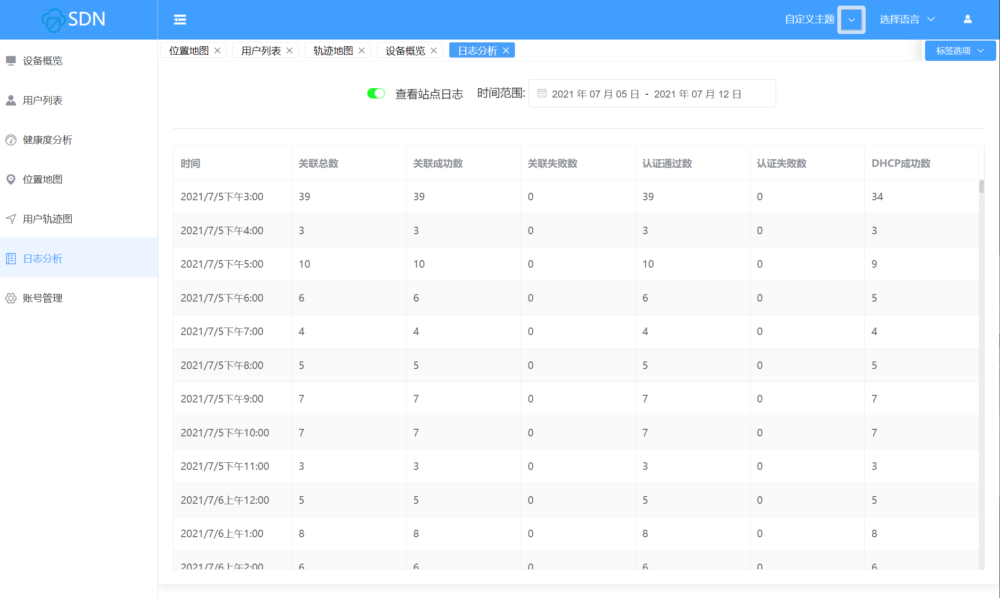 SDN
自定义主题
选择语言
位置地图 用户列表 轨迹地图 设备概览 日志分析
标签选项
设备概览
用户列表
健康度分析
位置地图
用户轨迹图
日志分析
账号管理
查看站点日志 时间范围: 2021 年 07 月 05 日 - 2021 年 07 月 12 日
时间 关联总数 关联成功数 关联失败数 认证通过数 认证失败数 DHCP成功数
2021/7/5下午3:00 39 39 0 39 0 34
2021/7/5下午4:00 3 3 0 3 0 3
2021/7/5下午5:00 10 10 0 10 0 9
2021/7/5下午6:00 6 6 0 6 0 5
2021/7/5下午7:00 4 4 0 4 0 4
2021/7/5下午8:00 5 5 0 5 0 5
2021/7/5下午9:00 7 7 0 7 0 7
2021/7/5下午10:00 7 7 0 7 0 7
2021/7/5下午11:00 3 3 0 3 0 3
2021/7/6上午12:00 5 5 0 5 0 5
2021/7/6上午1:00 8 8 0 8 0 8
2021/7/6上午2:00 6 6 0 6 0 6